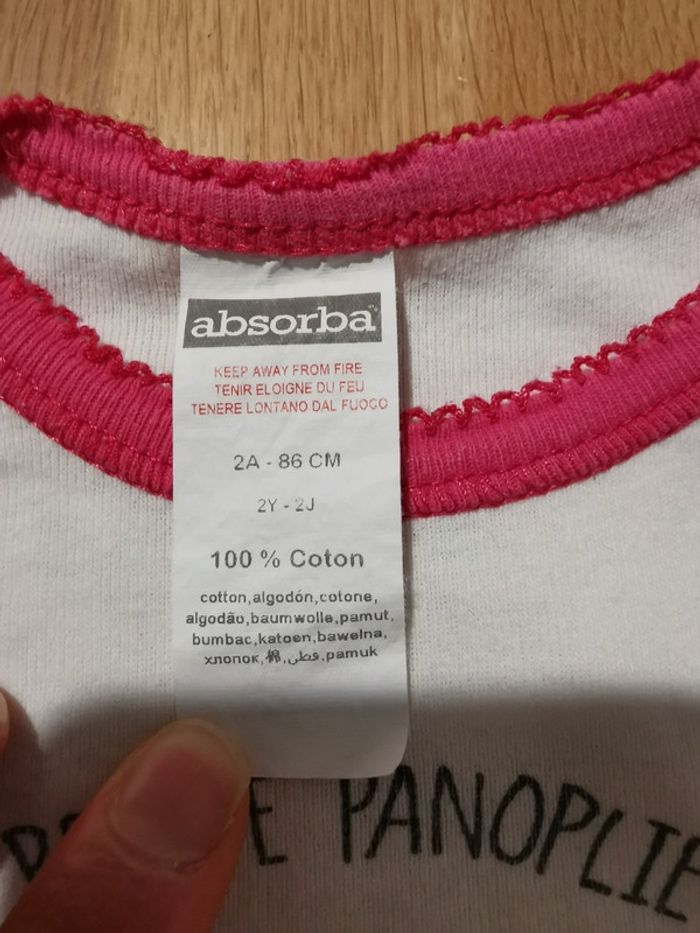 absorba
KEEP AWAY FROM FIRE
TENIR ELOIGNE DU FEU
TENERE LONTANO DAL FUOCO
2A - 86 CM
2Y - 2J
100 % Coton
cotton,algodón,cotone,
algodão,baumwolle,pamut,
bumbac,katoen,bawełna,
хлопок,棉,قطن,pamuk
PANOPLIE